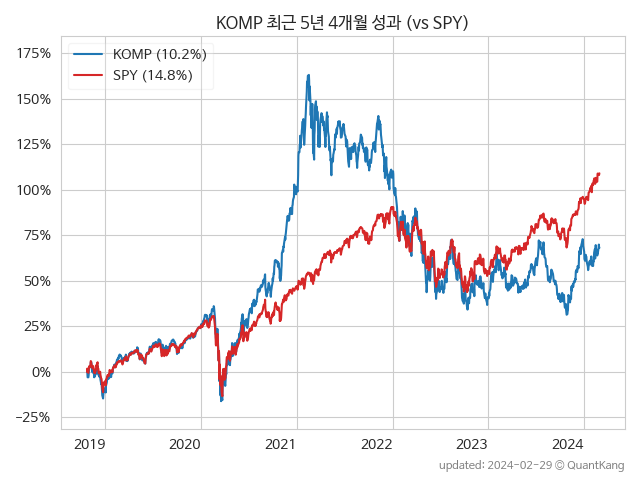 KOMP 최근 5년 4개월 성과 (vs SPY)
KOMP (10.2%)
SPY (14.8%)
175%
150%
125%
100%
75%
50%
25%
0%
−25%
2019 2020 2021 2022 2023 2024
updated: 2024-02-29 © QuantKang